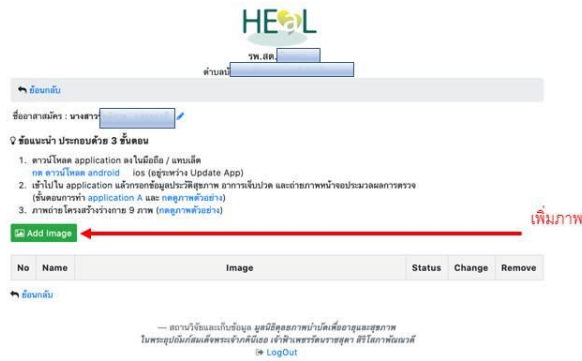 HEaL
รพ.สต.
ตำบลบ้
ย้อนกลับ
ชื่ออาสาสมัคร : นางสาว
ข้อแนะนำ ประกอบด้วย 3 ขั้นตอน
1. ดาวน์โหลด application ลงในมือถือ / แทบเล็ต
กด ดาวน์โหลด android ios (อยู่ระหว่าง Update App)
2. เข้าไปใน application แล้วกรอกข้อมูลประวัติสุขภาพ อาการเจ็บปวด และถ่ายภาพหน้าจอประมวลผลการตรวจ
(ขั้นตอนการทำ application A และ กดดูภาพตัวอย่าง)
3. ภาพถ่ายโครงสร้างร่างกาย 9 ภาพ (กดดูภาพตัวอย่าง)
Add Image
เพิ่มภาพ
No Name Image Status Change Remove
ย้อนกลับ
— สถานวิจัยและเก็บข้อมูล มูลนิธิคุลยภาพบำบัดเพื่ออายุและสุขภาพ
ในพระอุปถัมภ์สมเด็จพระเจ้าภคินีเธอ เจ้าฟ้าเพชรรัตนราชสุดา สิริโสภาพัณณวดี
LogOut